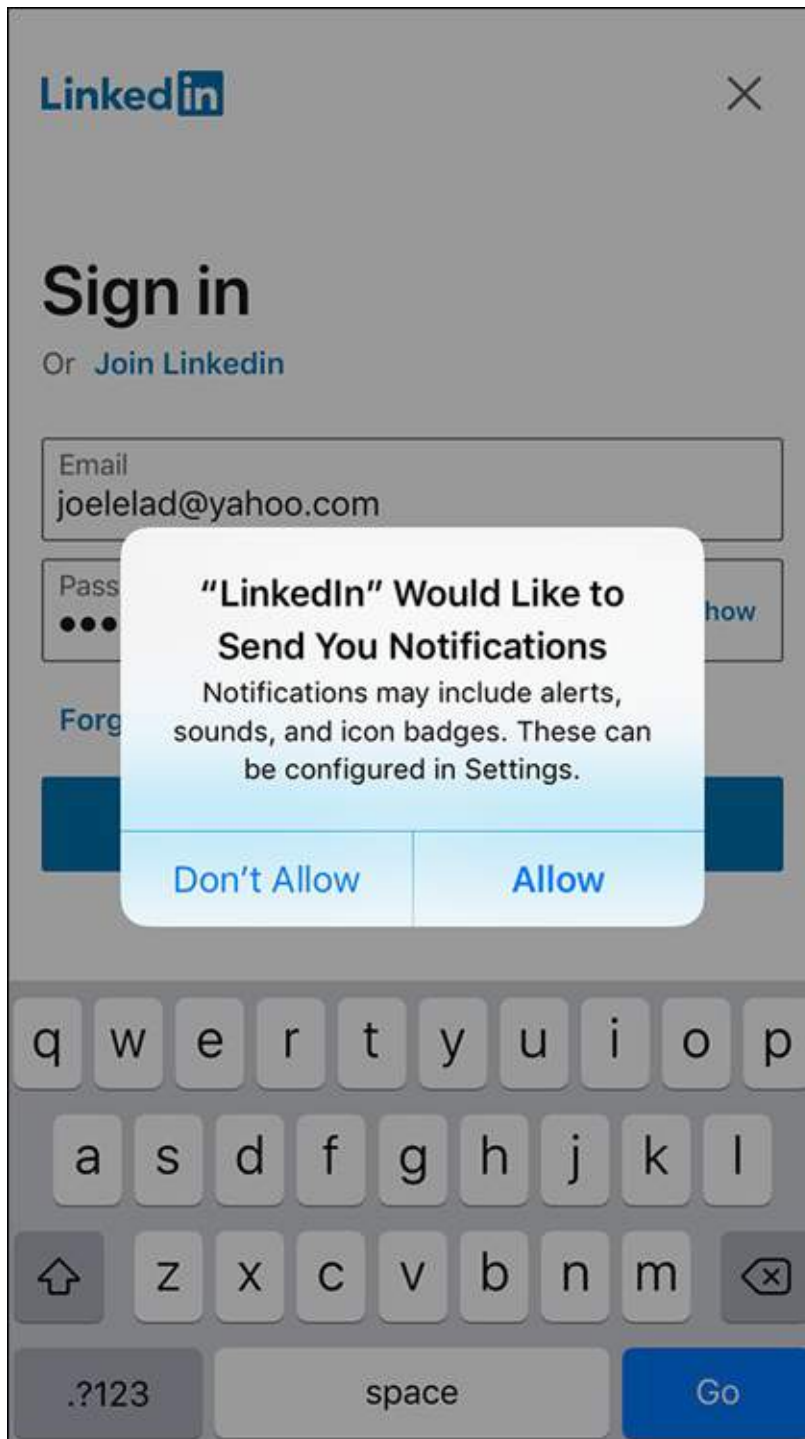 Linked in
Sign in
Or Join Linkedin
Email
joelelad@yahoo.com
Pass
how
●●●
“LinkedIn” Would Like to
Send You Notifications
Notifications may include alerts,
sounds, and icon badges. These can
be configured in Settings.
Forg
Don’t Allow Allow
q w e r t y u i o p
a s d f g h j k l
z x c v b n m
.?123 space Go